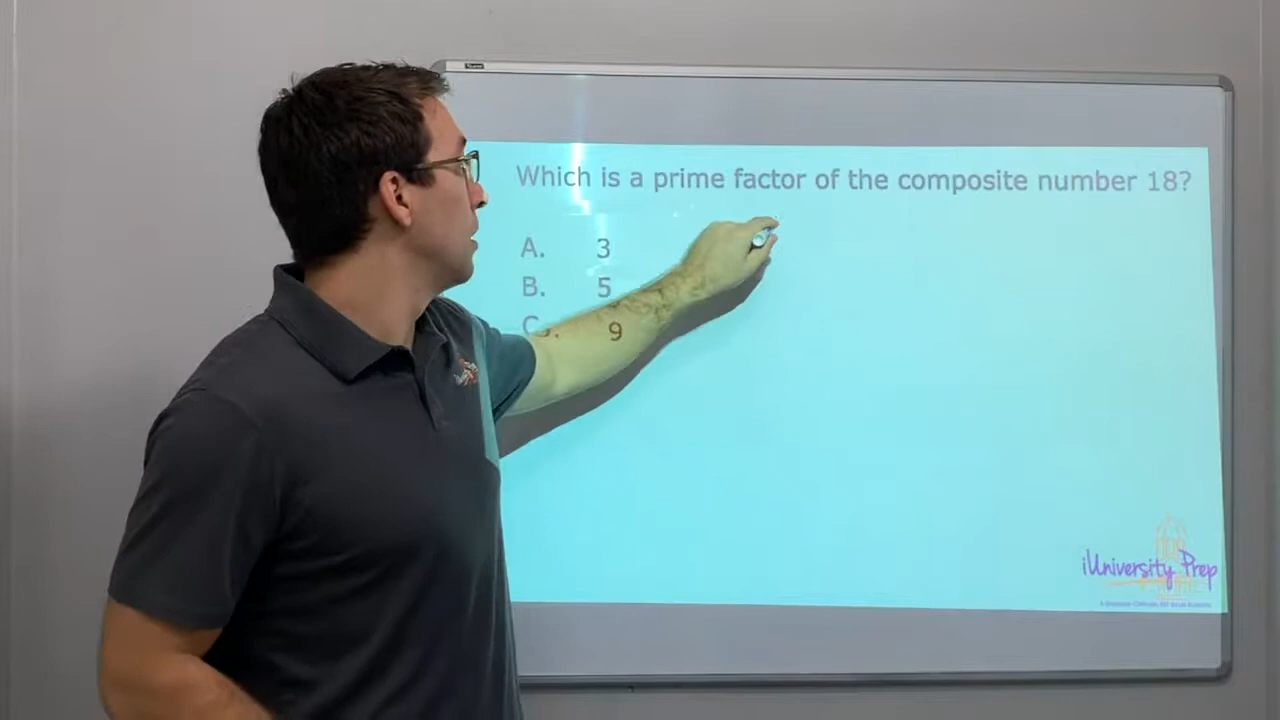 Which is a prime factor of the composite number 18?
A. 3
B. 5
C. 9
iUniversity Prep